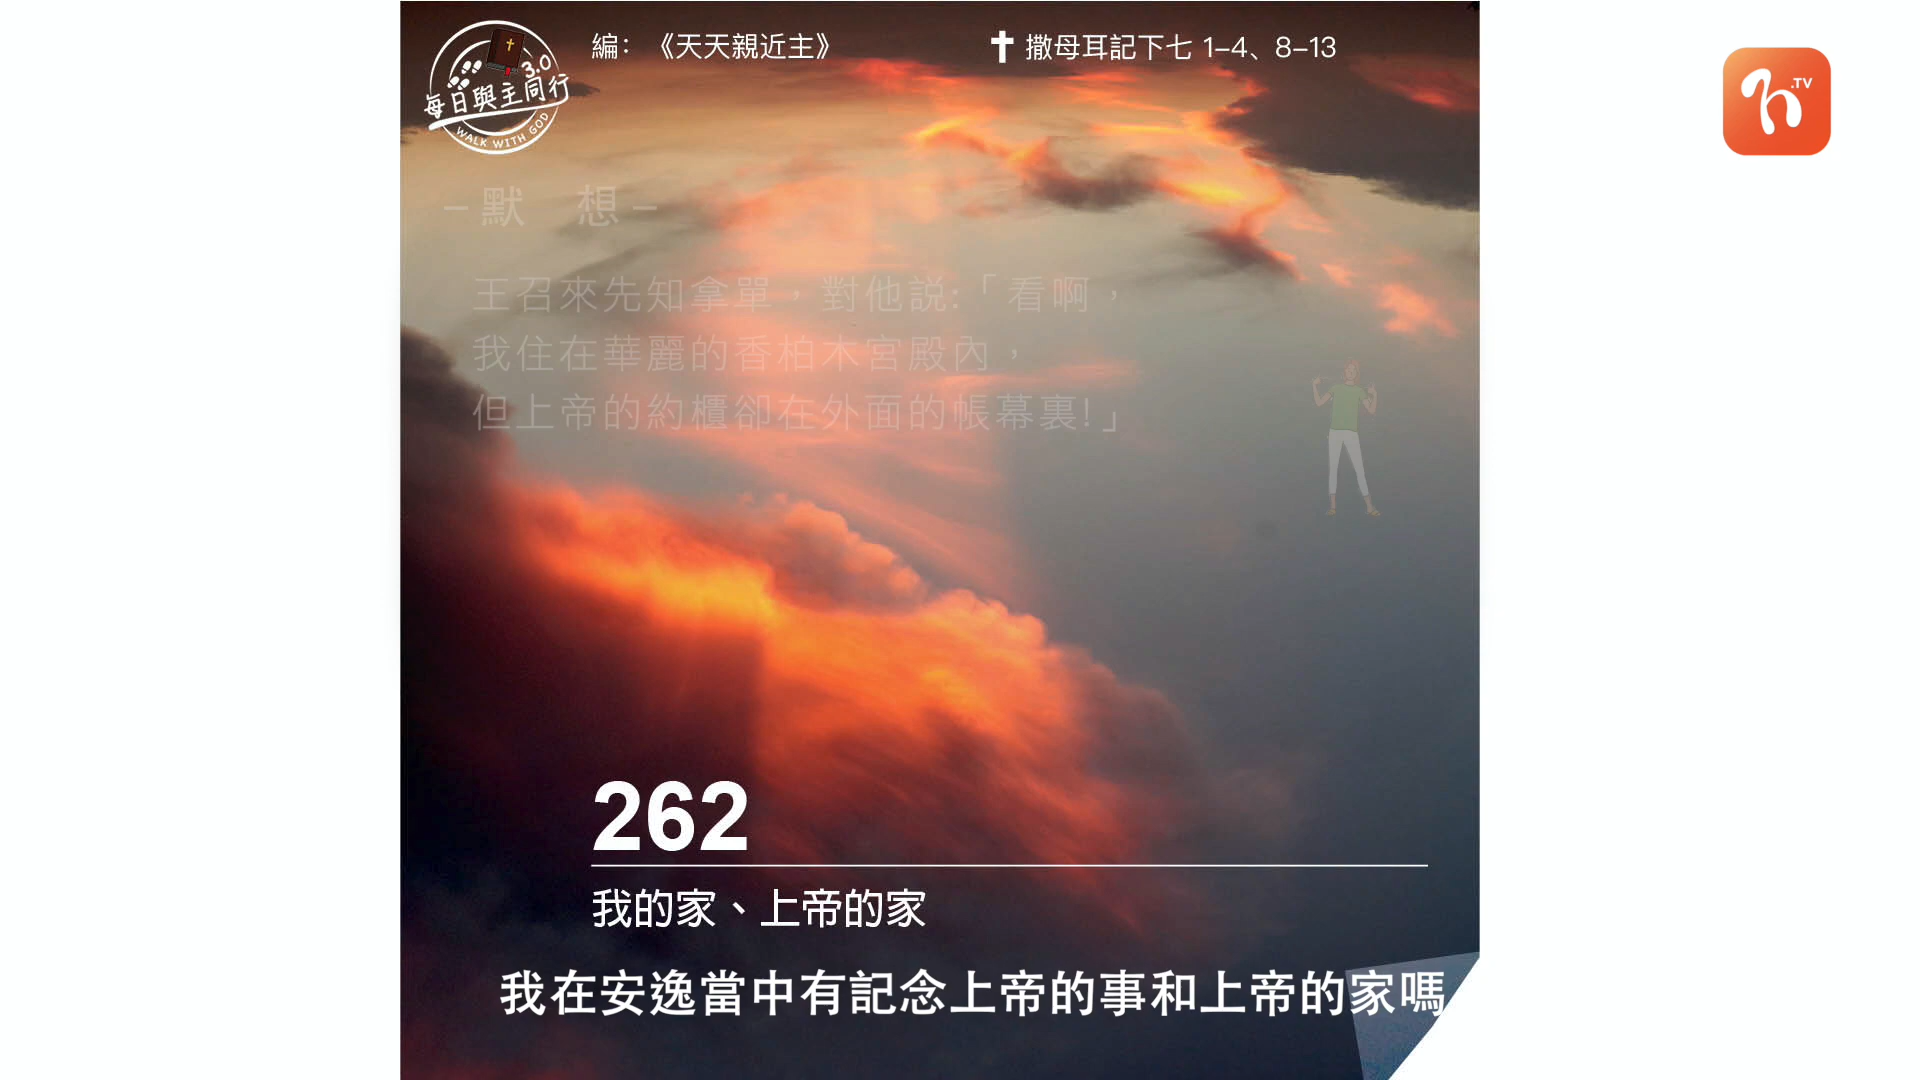 編：《天天親近主》
撒母耳記下七 1–4、8–13
.TV
3.0
每日與主同行
WALK WITH GOD
–默 想–
王召來先知拿單，對他説:「看啊，
我住在華麗的香柏木宮殿內，
但上帝的約櫃卻在外面的帳幕裏!」
262
我的家、上帝的家
我在安逸當中有記念上帝的事和上帝的家嗎